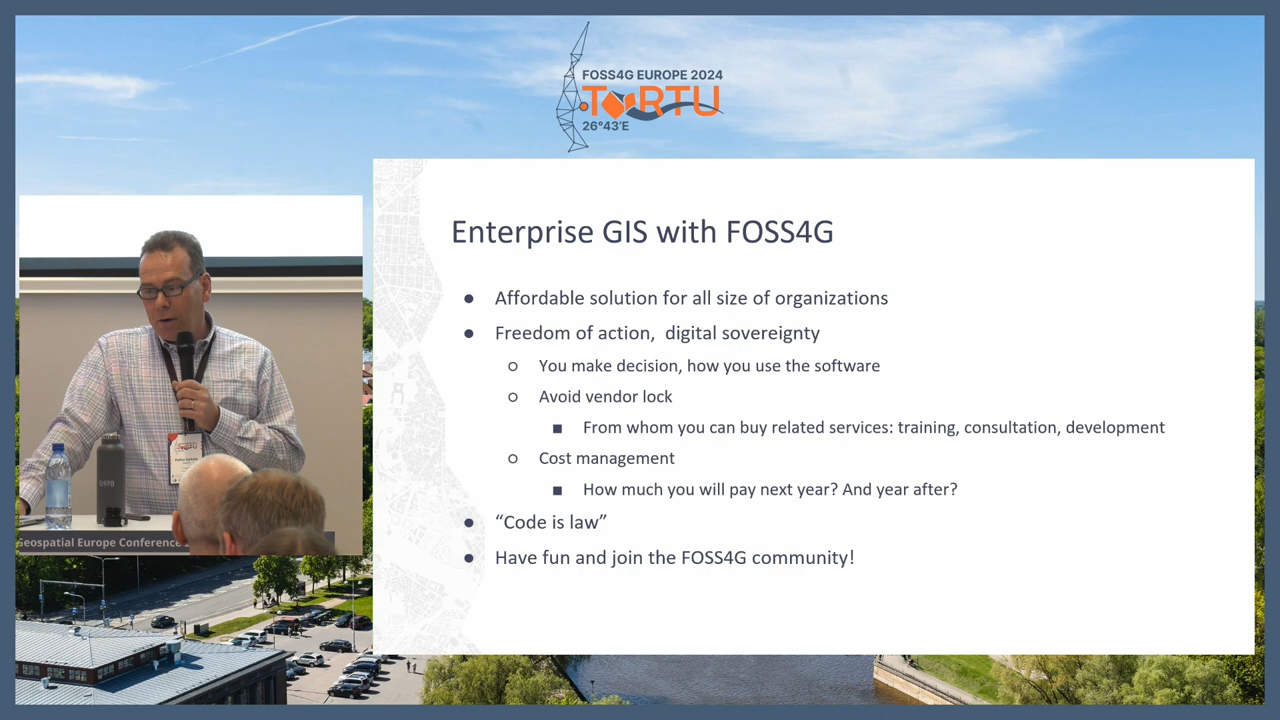 FOSS4G EUROPE 2024
TORTU
26°43'E
Enterprise GIS with FOSS4G
● Affordable solution for all size of organizations
● Freedom of action,  digital sovereignty
○ You make decision, how you use the software
○ Avoid vendor lock
■ From whom you can buy related services: training, consultation, development
○ Cost management
■ How much you will pay next year? And year after?
● “Code is law”
● Have fun and join the FOSS4G community!
Geospatial Europe Conference